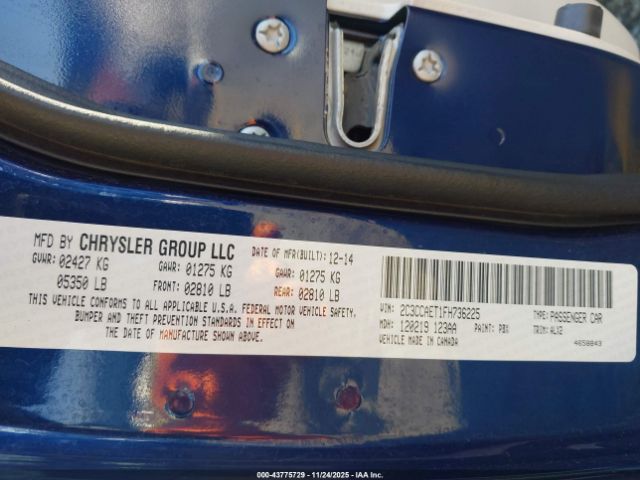 MFD BY CHRYSLER GROUP LLC
DATE OF MFR(BUILT): 12-14
GVWR: 02427 KG
GAWR: 01275 KG
GAWR: 01275 KG
05350 LB
FRONT: 02810 LB
REAR: 02810 LB
THIS VEHICLE CONFORMS TO ALL APPLICABLE U.S.A. FEDERAL MOTOR VEHICLE SAFETY,
BUMPER AND THEFT PREVENTION STANDARDS IN EFFECT ON
THE DATE OF MANUFACTURE SHOWN ABOVE.
VIN: 2C3CCAET1FH736225
TYPE: PASSENGER CAR
MDH: 120219 123AA
PAINT: PBX
TRIM: ALX2
VEHICLE MADE IN CANADA
4658843
000-43775729 - 11/24/2025 - IAA Inc.